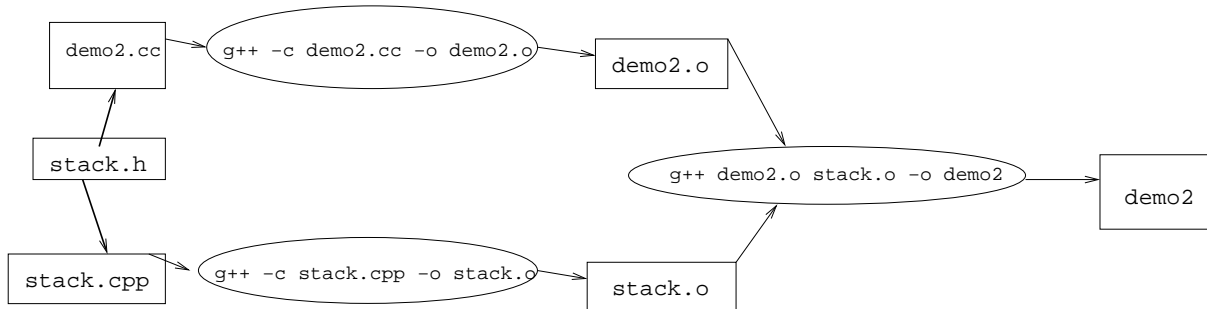 demo2.cc
g++ -c demo2.cc -o demo2.o
demo2.o
stack.h
g++ demo2.o stack.o -o demo2
demo2
stack.cpp
g++ -c stack.cpp -o stack.o
stack.o